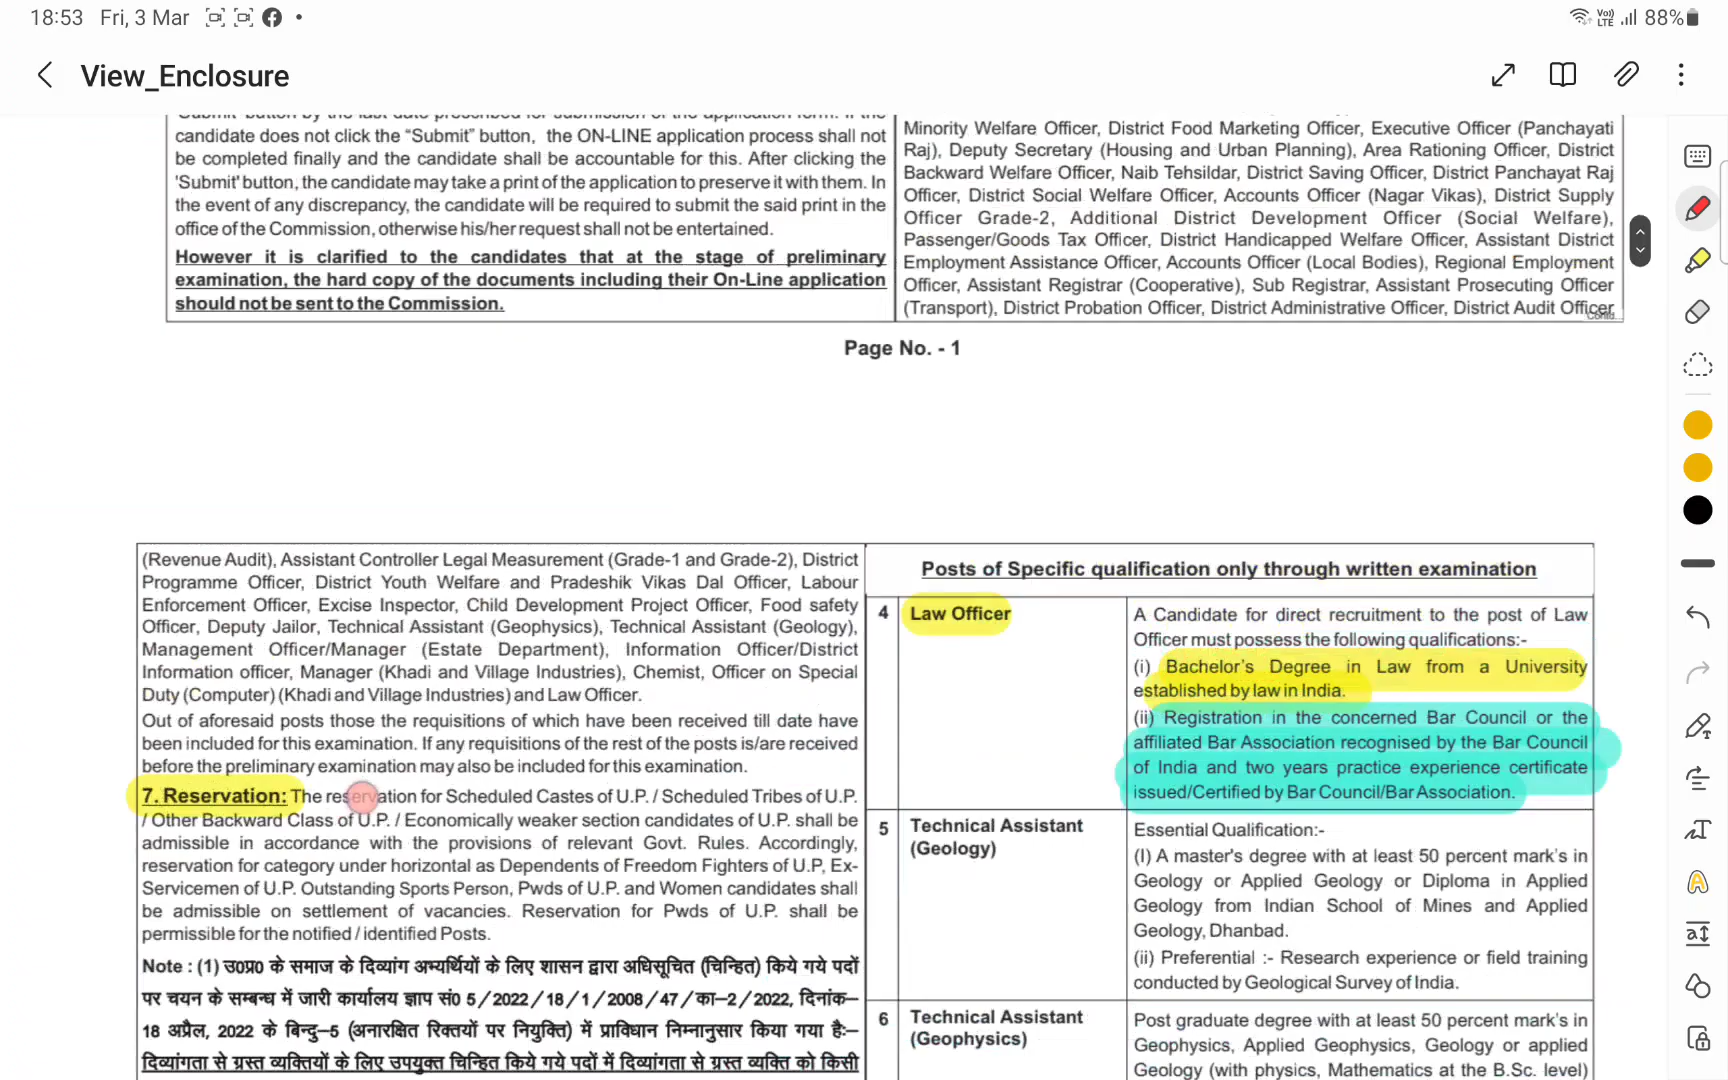 18:53 Fri, 3 Mar
88%
View_Enclosure
candidate does not click the “Submit” button, the ON-LINE application process shall not
be completed finally and the candidate shall be accountable for this. After clicking the
'Submit' button, the candidate may take a print of the application to preserve it with them. In
the event of any discrepancy, the candidate will be required to submit the said print in the
office of the Commission, otherwise his/her request shall not be entertained.
However it is clarified to the candidates that at the stage of preliminary
examination, the hard copy of the documents including their On-Line application
should not be sent to the Commission.
Minority Welfare Officer, District Food Marketing Officer, Executive Officer (Panchayati
Raj), Deputy Secretary (Housing and Urban Planning), Area Rationing Officer, District
Backward Welfare Officer, Naib Tehsildar, District Saving Officer, District Panchayat Raj
Officer, District Social Welfare Officer, Accounts Officer (Nagar Vikas), District Supply
Officer Grade-2, Additional District Development Officer (Social Welfare),
Passenger/Goods Tax Officer, District Handicapped Welfare Officer, Assistant District
Employment Assistance Officer, Accounts Officer (Local Bodies), Regional Employment
Officer, Assistant Registrar (Cooperative), Sub Registrar, Assistant Prosecuting Officer
(Transport), District Probation Officer, District Administrative Officer, District Audit Officer
Page No. - 1
(Revenue Audit), Assistant Controller Legal Measurement (Grade-1 and Grade-2), District
Programme Officer, District Youth Welfare and Pradeshik Vikas Dal Officer, Labour
Enforcement Officer, Excise Inspector, Child Development Project Officer, Food safety
Officer, Deputy Jailor, Technical Assistant (Geophysics), Technical Assistant (Geology),
Management Officer/Manager (Estate Department), Information Officer/District
Information officer, Manager (Khadi and Village Industries), Chemist, Officer on Special
Duty (Computer) (Khadi and Village Industries) and Law Officer.
Out of aforesaid posts those the requisitions of which have been received till date have
been included for this examination. If any requisitions of the rest of the posts is/are received
before the preliminary examination may also be included for this examination.
7. Reservation: The reservation for Scheduled Castes of U.P. / Scheduled Tribes of U.P.
/ Other Backward Class of U.P. / Economically weaker section candidates of U.P. shall be
admissible in accordance with the provisions of relevant Govt. Rules. Accordingly,
reservation for category under horizontal as Dependents of Freedom Fighters of U.P, Ex-
Servicemen of U.P. Outstanding Sports Person, Pwds of U.P. and Women candidates shall
be admissible on settlement of vacancies. Reservation for Pwds of U.P. shall be
permissible for the notified / identified Posts.
Note : (1) उ0प्र0 के समाज के दिव्यांग अभ्यर्थियों के लिए शासन द्वारा अधिसूचित (चिन्हित) किये गये पदों
पर चयन के सम्बन्ध में जारी कार्यालय ज्ञाप सं0 5/2022/18/1/2008/47/का–2/2022, दिनांक–
18 अप्रैल, 2022 के बिन्दु–5 (अनारक्षित रिक्तियों पर नियुक्ति) में प्राविधान निम्नानुसार किया गया है:–
दिव्यांगता से ग्रस्त व्यक्तियों के लिए उपयुक्त चिन्हित किये गये पदों में दिव्यांगता से ग्रस्त व्यक्ति को किसी
Posts of Specific qualification only through written examination
4 Law Officer
A Candidate for direct recruitment to the post of Law
Officer must possess the following qualifications:-
(i) Bachelor's Degree in Law from a University
established by law in India.
(ii) Registration in the concerned Bar Council or the
affiliated Bar Association recognised by the Bar Council
of India and two years practice experience certificate
issued/Certified by Bar Council/Bar Association.
5 Technical Assistant
(Geology)
Essential Qualification:-
(I) A master's degree with at least 50 percent mark's in
Geology or Applied Geology or Diploma in Applied
Geology from Indian School of Mines and Applied
Geology, Dhanbad.
(ii) Preferential :- Research experience or field training
conducted by Geological Survey of India.
6 Technical Assistant
(Geophysics)
Post graduate degree with at least 50 percent mark's in
Geophysics, Applied Geophysics, Geology or applied
Geology (with physics, Mathematics at the B.Sc. level)